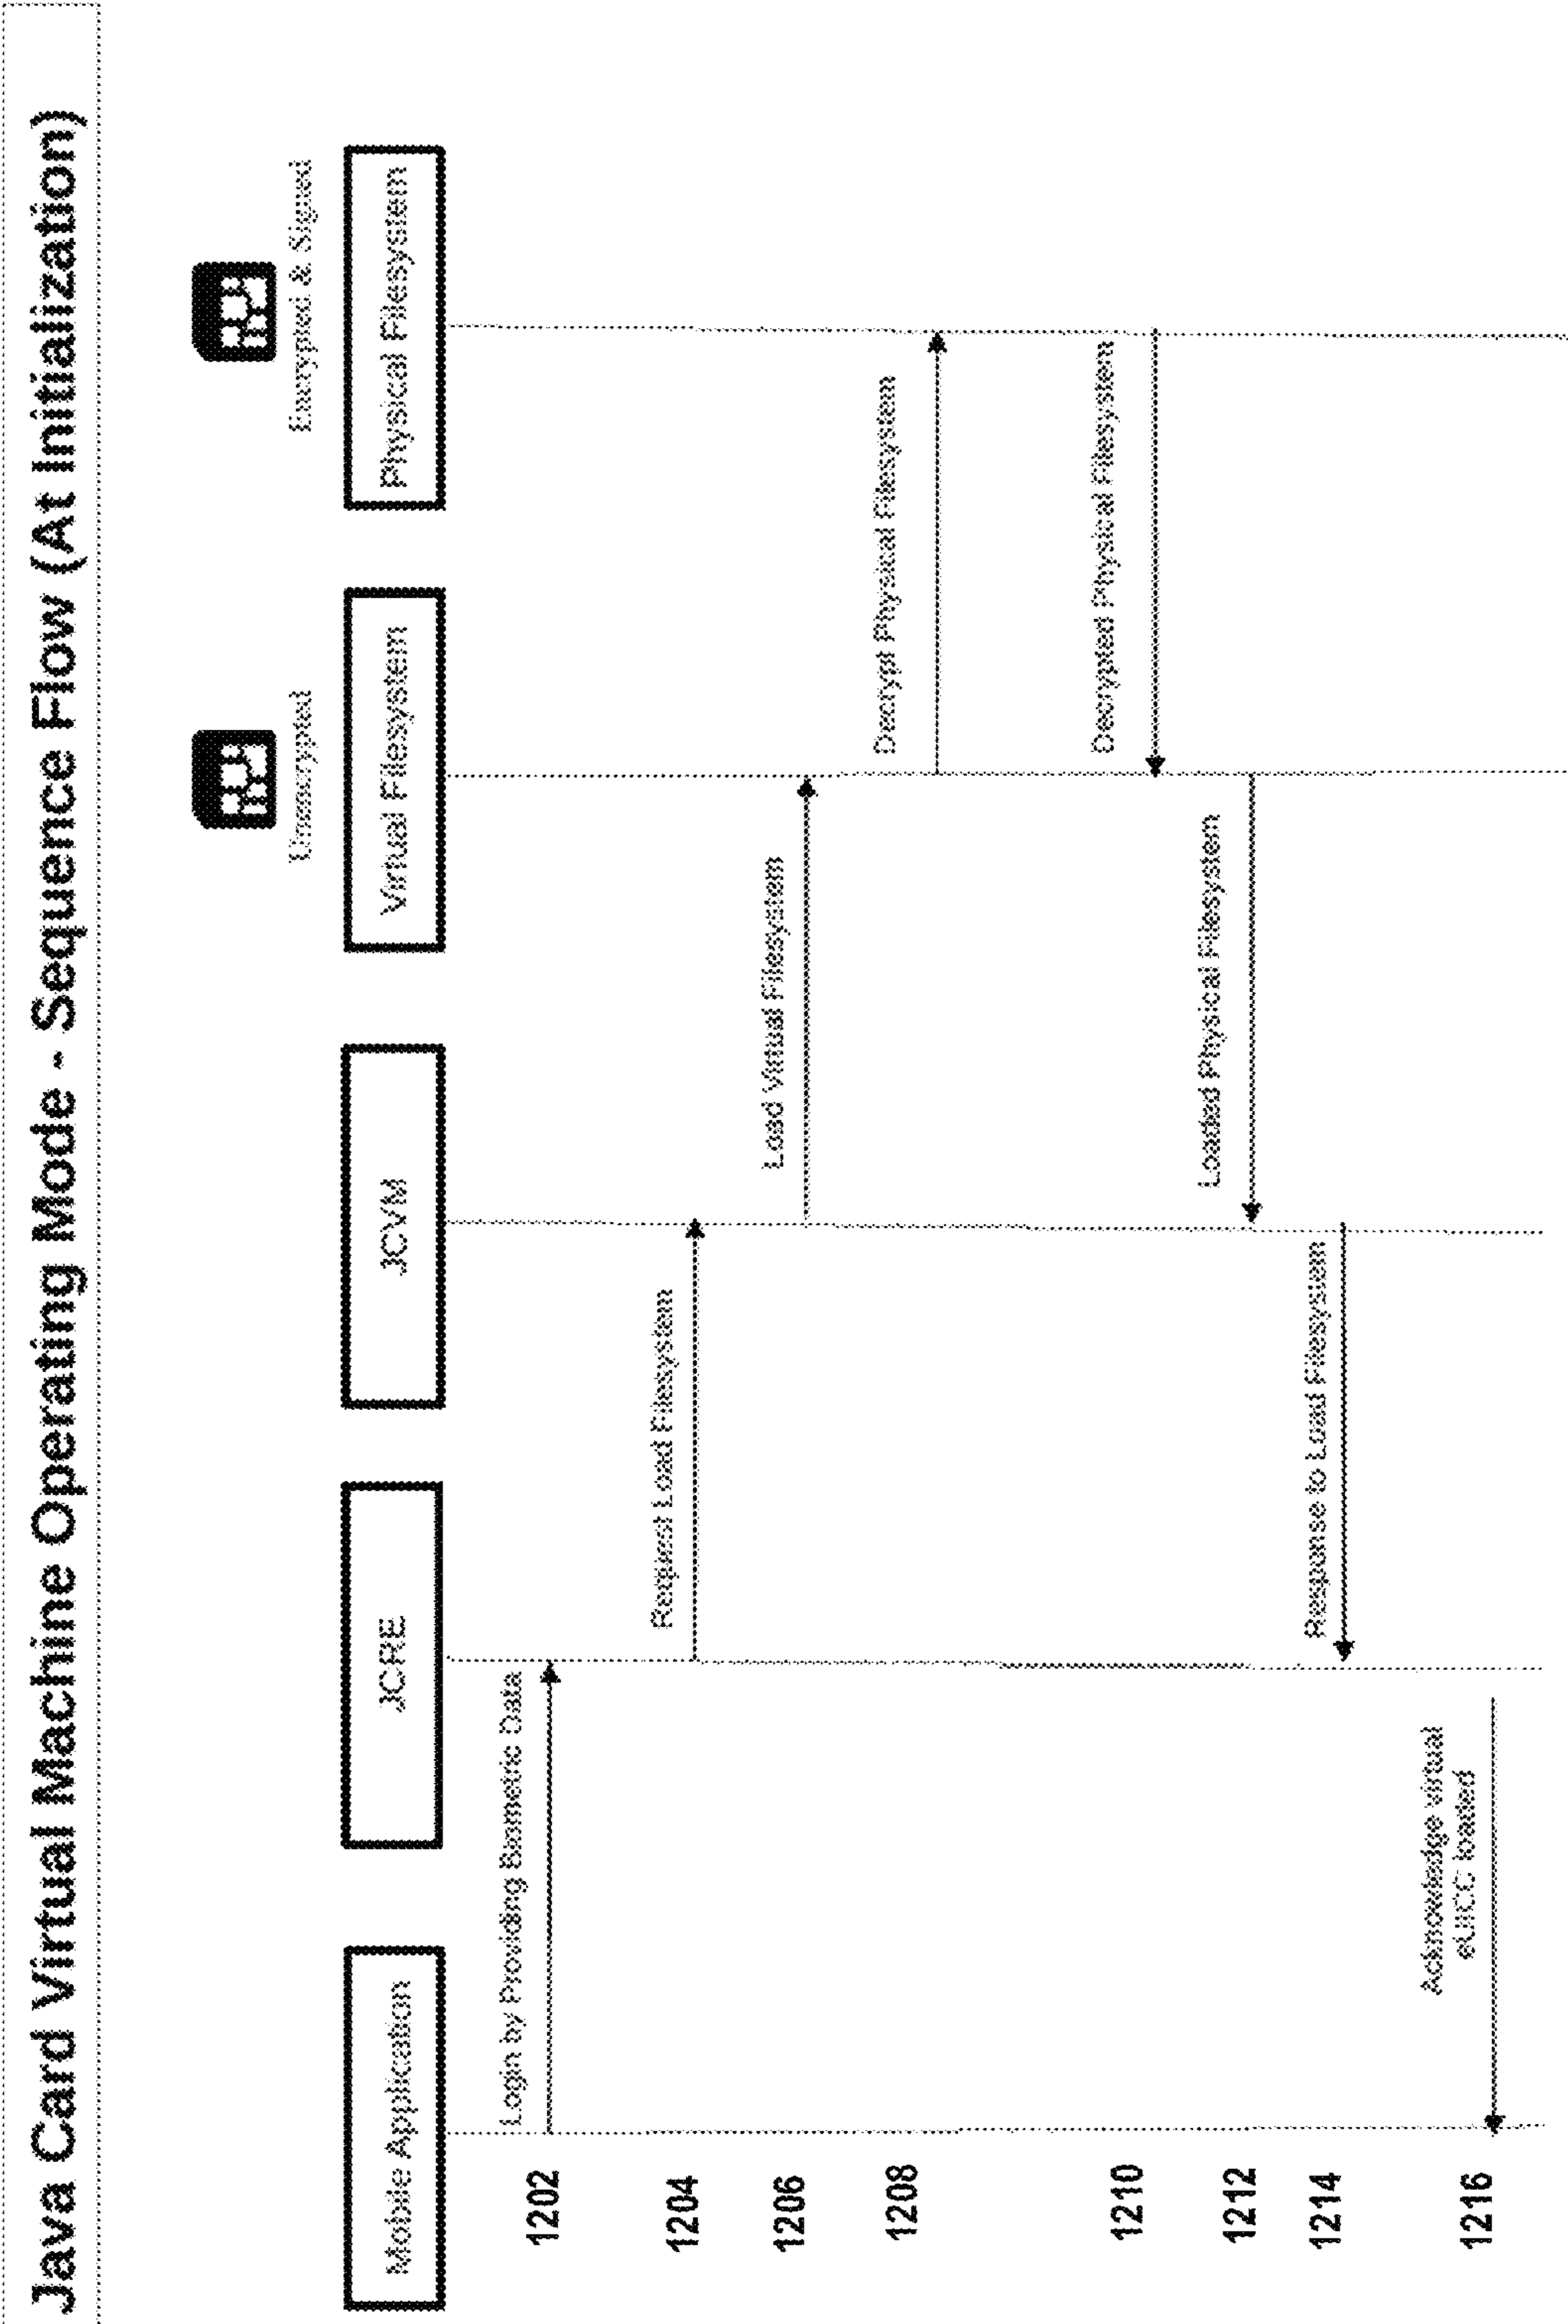 Java Card Virtual Machine Operating Mode - Sequence Flow (At Initialization)
Unencrypted
Encrypted & Signed
Mobile Application
JCRE
JCVM
Virtual Filesystem
Physical Filesystem
1202
Login by Providing Biometric Data
1204
Request Load Filesystem
1206
Load Virtual Filesystem
1208
Decrypt Physical Filesystem
1210
Decrypted Physical Filesystem
1212
Loaded Physical Filesystem
1214
Response to Load Filesystem
1216
Acknowledge virtual
eUICC loaded